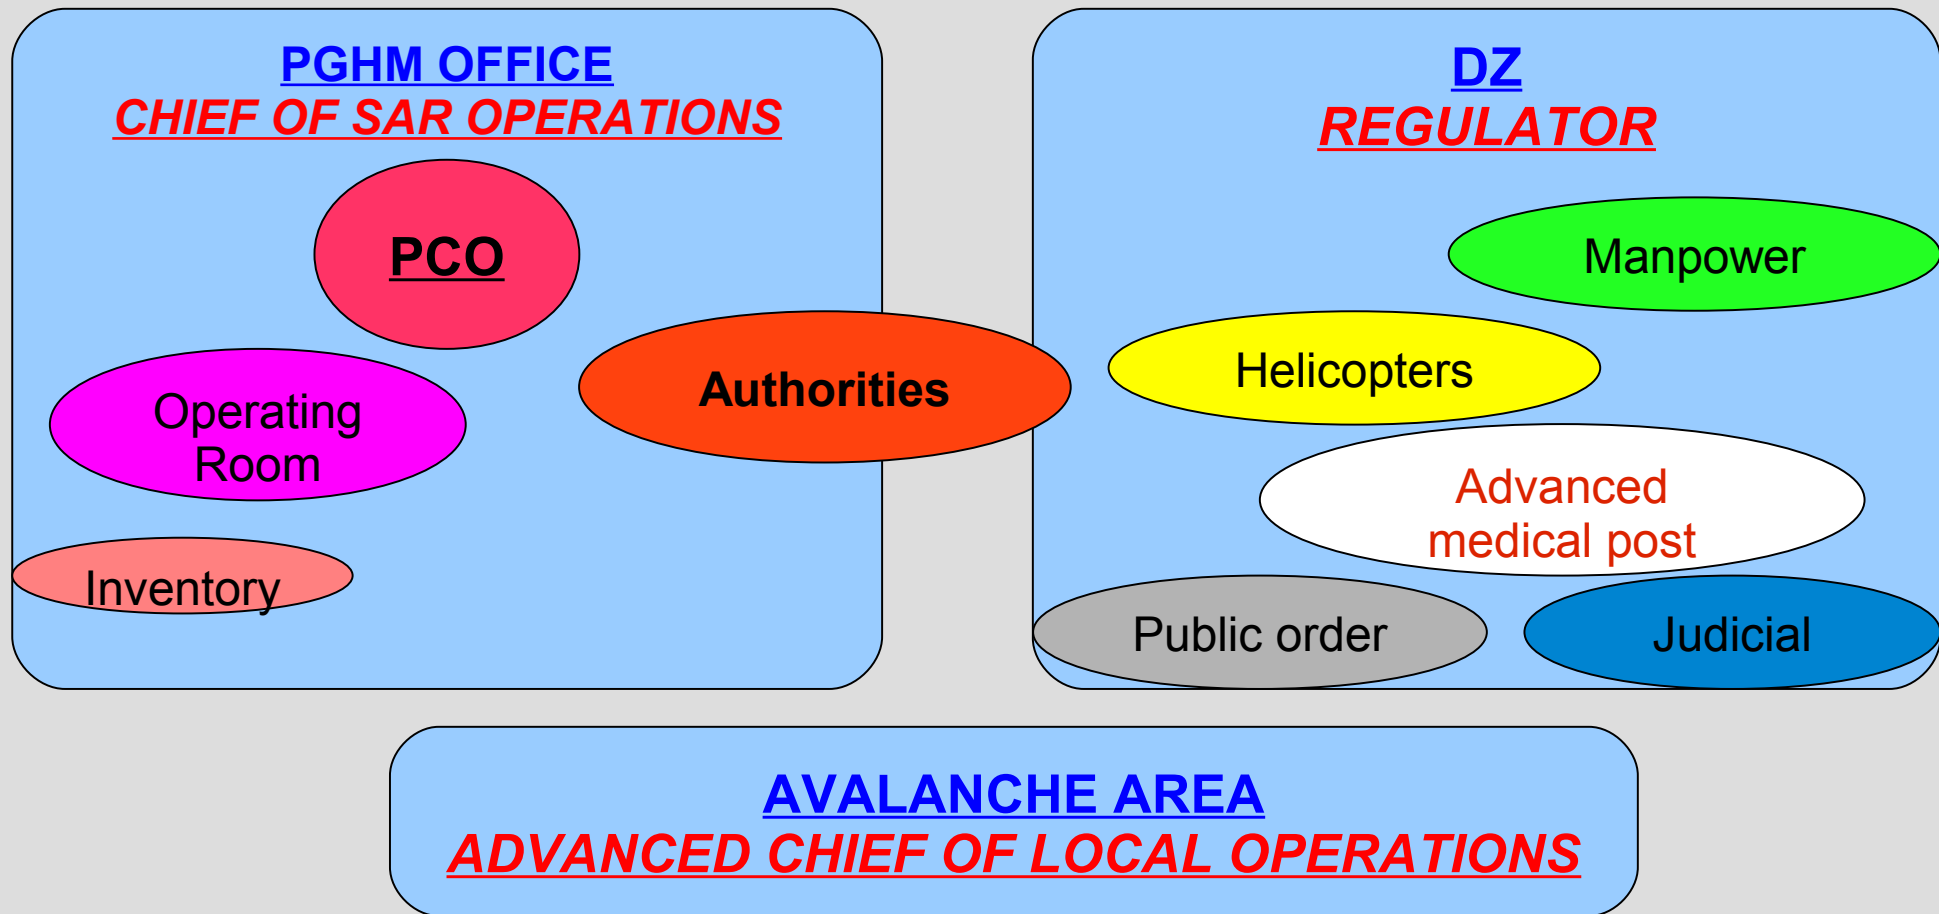 PGHM OFFICE
CHIEF OF SAR OPERATIONS
PCO
Operating
Room
Inventory
Authorities
DZ
REGULATOR
Manpower
Helicopters
Advanced
medical post
Public order
Judicial
AVALANCHE AREA
ADVANCED CHIEF OF LOCAL OPERATIONS